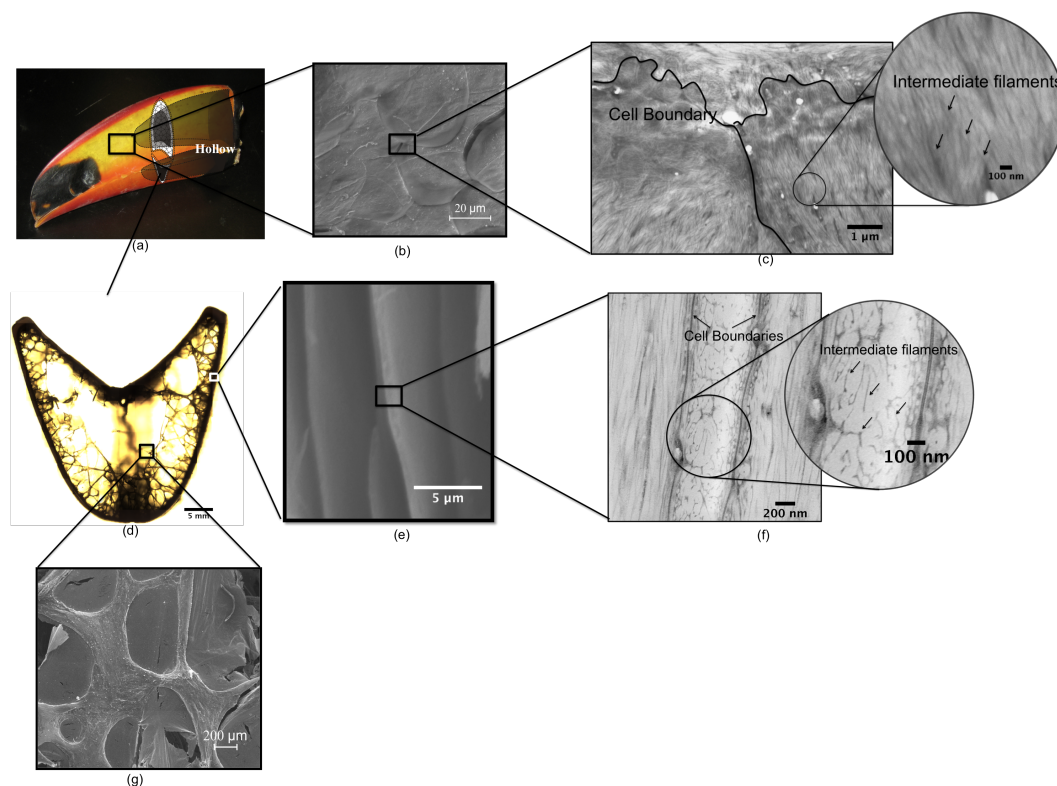 Hollow
(a)
20 µm
(b)
Cell Boundary
1 µm
(c)
Intermediate filaments
100 nm
5 mm
(d)
5 µm
(e)
Cell Boundaries
200 nm
(f)
Intermediate filaments
100 nm
200 µm
(g)